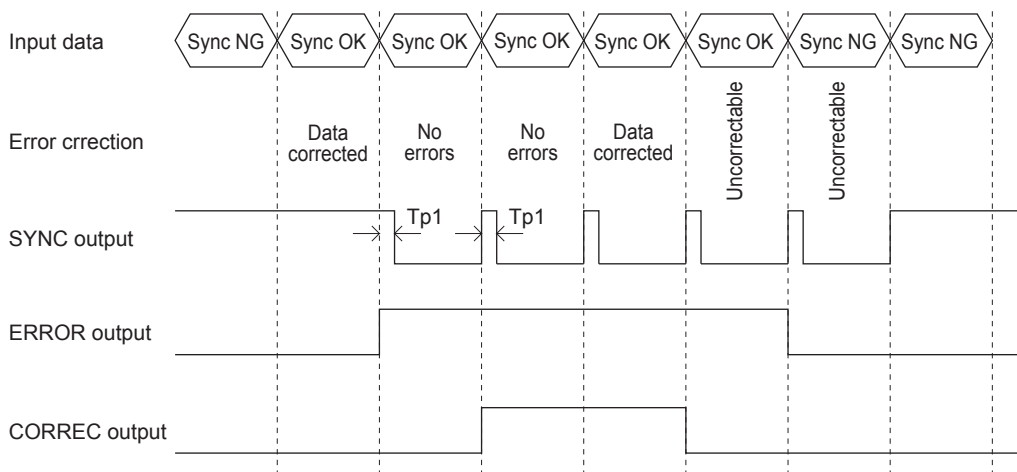 Input data Sync NG Sync OK Sync OK Sync OK Sync OK Sync OK Sync NG Sync NG
Error crrection
Data
corrected
No
errors
No
errors
Data
corrected
Uncorrectable
Uncorrectable
SYNC output
Tp1
Tp1
ERROR output
CORREC output